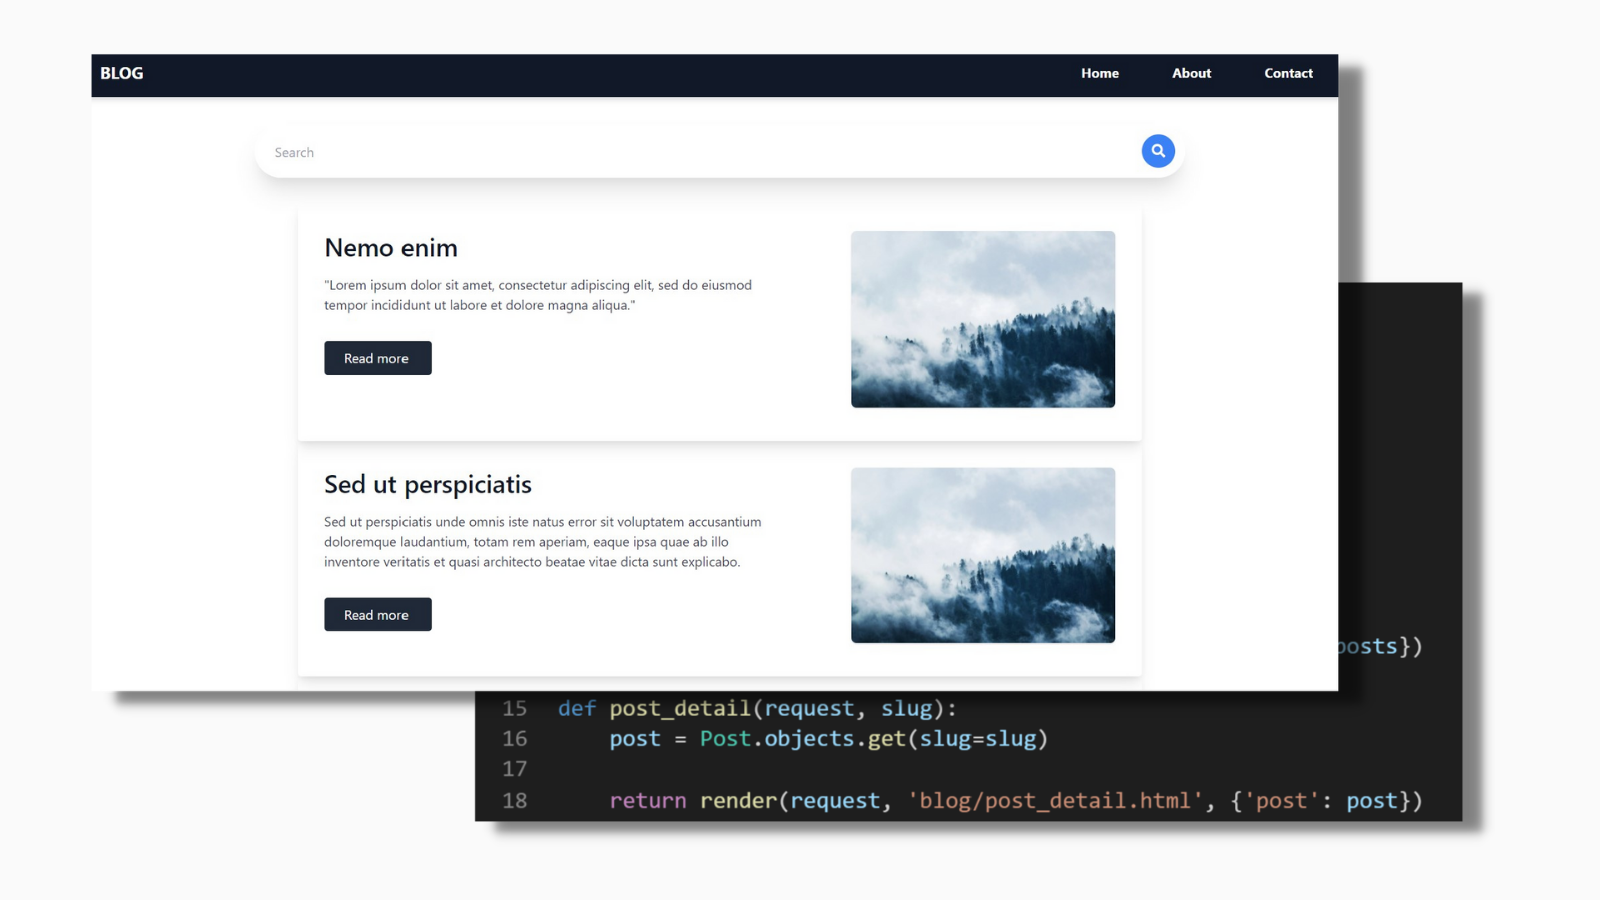 BLOG
Home
About
Contact
Search
Nemo enim
"Lorem ipsum dolor sit amet, consectetur adipiscing elit, sed do eiusmod
tempor incididunt ut labore et dolore magna aliqua."
Read more
Sed ut perspiciatis
Sed ut perspiciatis unde omnis iste natus error sit voluptatem accusantium
doloremque laudantium, totam rem aperiam, eaque ipsa quae ab illo
inventore veritatis et quasi architecto beatae vitae dicta sunt explicabo.
Read more
posts})
15 def post_detail(request, slug):
16 post = Post.objects.get(slug=slug)
17
18 return render(request, 'blog/post_detail.html', {'post': post})